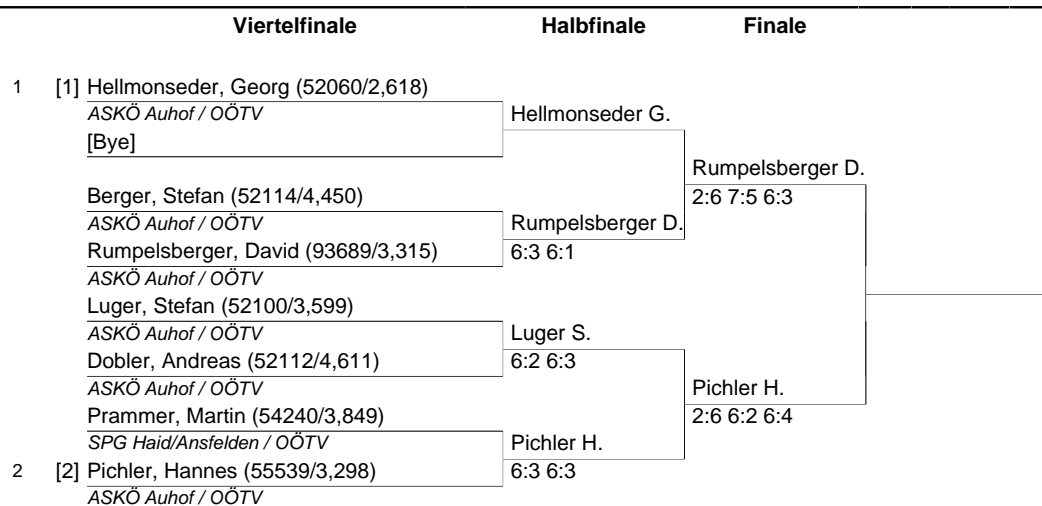 Viertelfinale Halbfinale Finale
1 [1] Hellmonseder, Georg (52060/2,618)
ASKÖ Auhof / OÖTV Hellmonseder G.
[Bye]
Rumpelsberger D.
Berger, Stefan (52114/4,450) 2:6 7:5 6:3
ASKÖ Auhof / OÖTV Rumpelsberger D.
Rumpelsberger, David (93689/3,315) 6:3 6:1
ASKÖ Auhof / OÖTV
Luger, Stefan (52100/3,599)
ASKÖ Auhof / OÖTV Luger S.
Dobler, Andreas (52112/4,611) 6:2 6:3
ASKÖ Auhof / OÖTV Pichler H.
Prammer, Martin (54240/3,849) 2:6 6:2 6:4
SPG Haid/Ansfelden / OÖTV Pichler H.
2 [2] Pichler, Hannes (55539/3,298) 6:3 6:3
ASKÖ Auhof / OÖTV